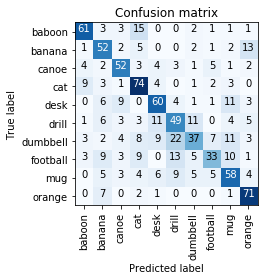 Confusion matrix
True label
baboon 61 3 3 15 0 0 2 1 1 1
banana 1 52 2 5 0 1 2 1 2 13
canoe 4 2 52 3 4 3 1 5 1 2
cat 9 3 1 74 4 0 1 2 3 0
desk 0 6 9 0 60 4 1 1 11 3
drill 1 6 3 3 11 49 11 0 4 5
dumbbell 3 2 4 8 9 22 37 7 11 3
football 3 9 3 9 0 13 5 33 10 1
mug 0 5 3 4 6 9 5 5 58 4
orange 0 7 0 2 1 0 0 0 1 71
baboon banana canoe cat desk drill dumbbell football mug orange
Predicted label